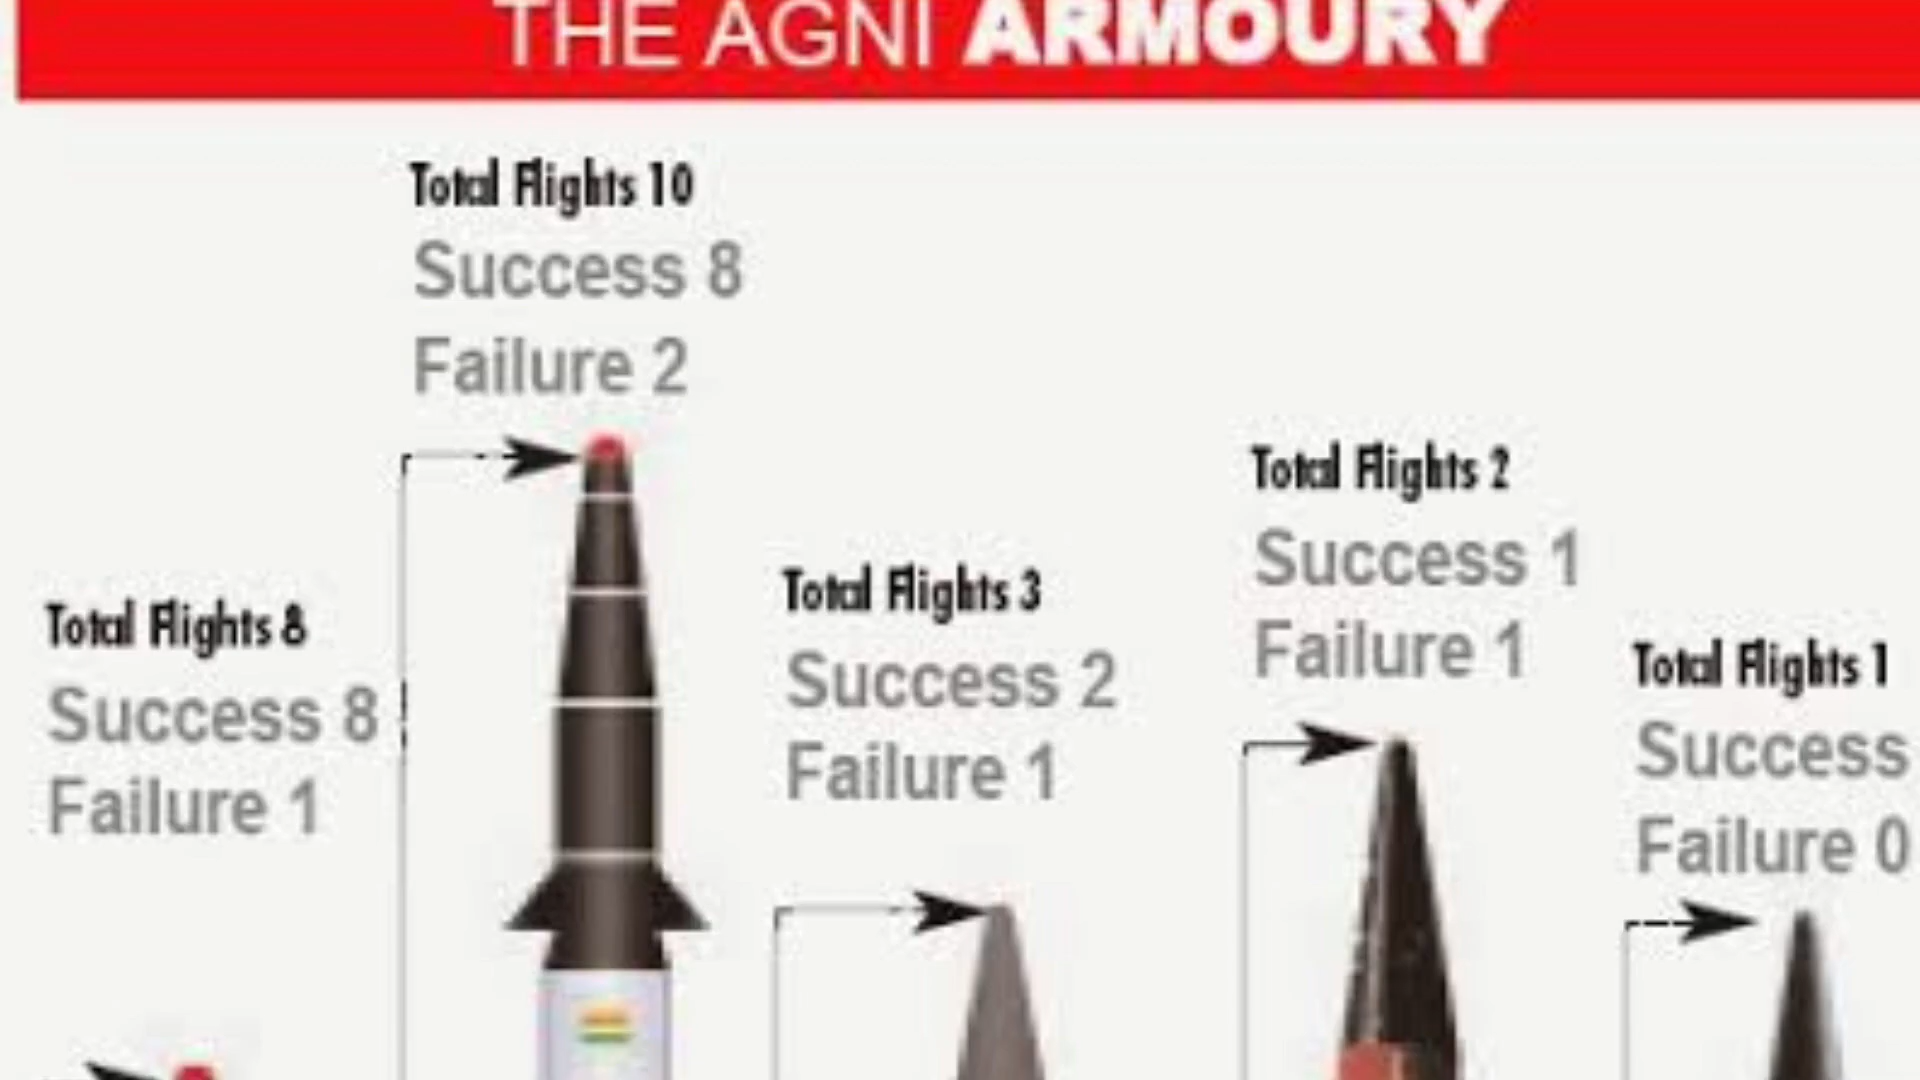 THE AGNI ARMOURY
Total Flights 10
Success 8
Failure 2
Total Flights 8
Success 8
Failure 1
Total Flights 3
Success 2
Failure 1
Total Flights 2
Success 1
Failure 1
Total Flights 1
Success
Failure 0